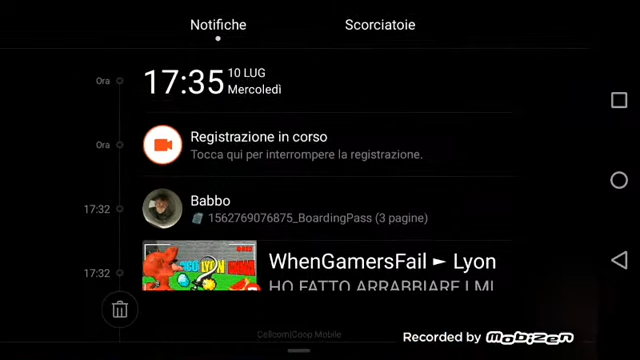 Notifiche
Scorciatoie
Ora
17:35
10 LUG
Mercoledì
Ora
Registrazione in corso
Tocca qui per interrompere la registrazione.
17:32
Babbo
1562769076875_BoardingPass (3 pagine)
17:32
LYON
WhenGamersFail ► Lyon
HO FATTO ARRABBIARE I MI
Cellcom|Coop Mobile
Recorded by Mobizen